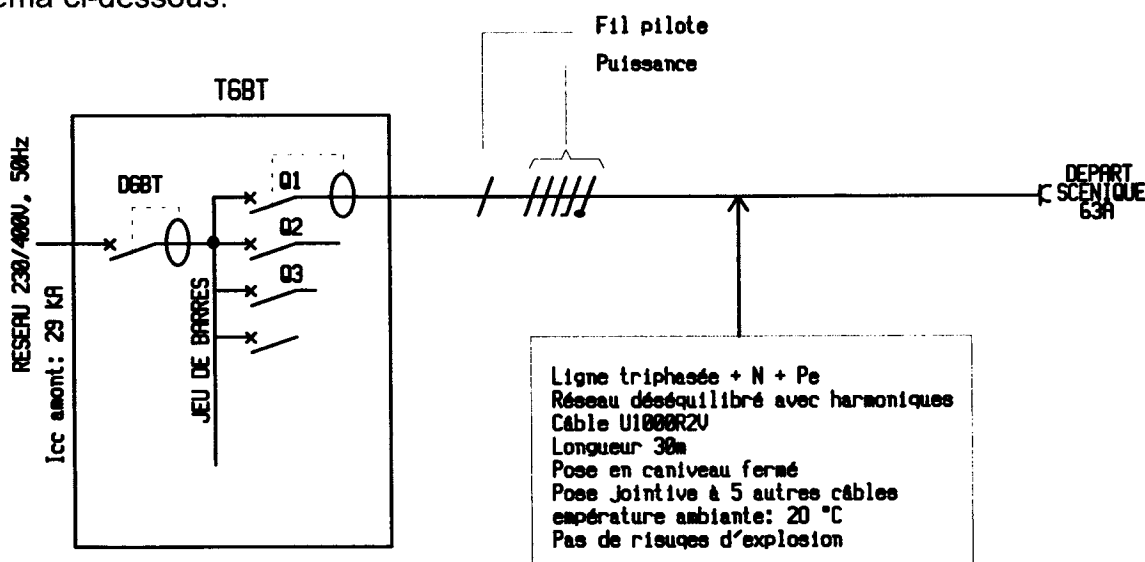 éma ci-dessous:
Fil pilote
Puissance
TGBT
RESEAU 230/400V, 50Hz
Icc amont: 29 KA
DGBT
JEU DE BARRES
Q1
Q2
Q3
DEPART
SCENIQUE
63A
Ligne triphasée + N + Pe
Réseau déséquilibré avec harmoniques
Câble U1000R2V
Longueur 30m
Pose en caniveau fermé
Pose jointive à 5 autres câbles
empérature ambiante: 20 °C
Pas de risuqes d'explosion